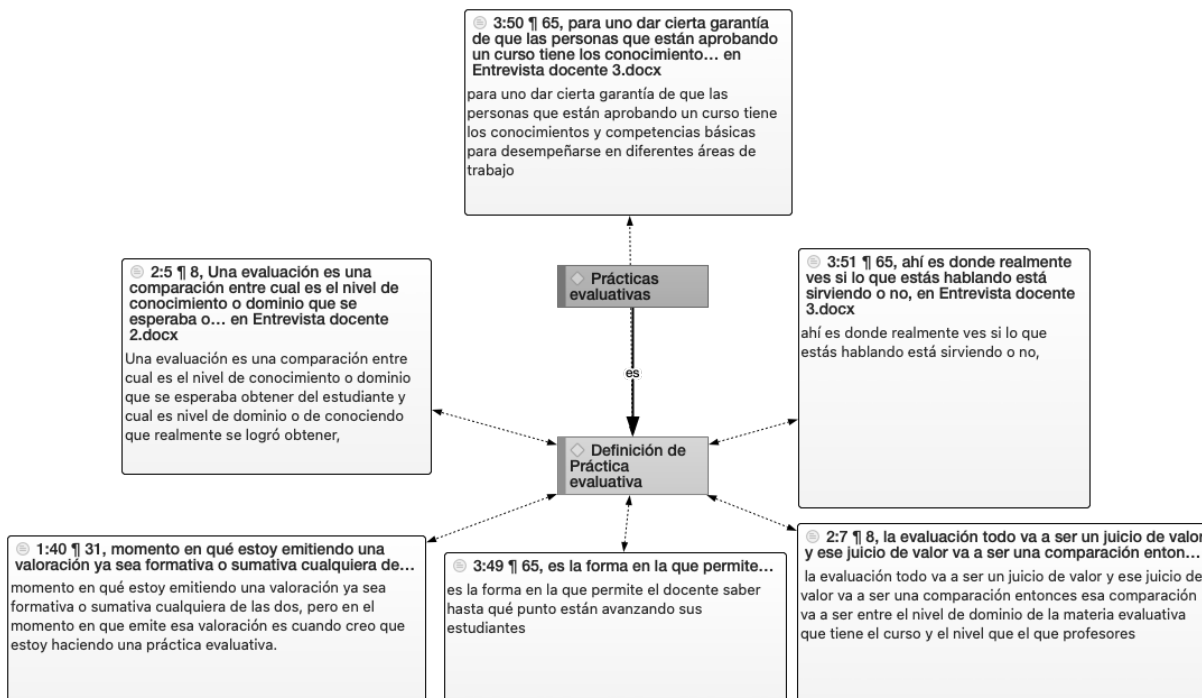 3:50 ¶ 65, para uno dar cierta garantía
de que las personas que están aprobando
un curso tiene los conocimiento… en
Entrevista docente 3.docx
para uno dar cierta garantía de que las
personas que están aprobando un curso tiene
los conocimientos y competencias básicas
para desempeñarse en diferentes áreas de
trabajo
Prácticas
evaluativas
2:5 ¶ 8, Una evaluación es una
comparación entre cual es el nivel de
conocimiento o dominio que se
esperaba o… en Entrevista docente
2.docx
Una evaluación es una comparación entre
cual es el nivel de conocimiento o dominio
que se esperaba obtener del estudiante y
cual es nivel de dominio o de conociendo
que realmente se logró obtener,
3:51 ¶ 65, ahí es donde realmente
ves si lo que estás hablando está
sirviendo o no, en Entrevista docente
3.docx
ahí es donde realmente ves si lo que
estás hablando está sirviendo o no,
es
Definición de
Práctica
evaluativa
1:40 ¶ 31, momento en qué estoy emitiendo una
valoración ya sea formativa o sumativa cualquiera de…
momento en qué estoy emitiendo una valoración ya sea
formativa o sumativa cualquiera de las dos, pero en el
momento en que emite esa valoración es cuando creo que
estoy haciendo una práctica evaluativa.
3:49 ¶ 65, es la forma en la que permite…
es la forma en la que permite el docente saber
hasta qué punto están avanzando sus
estudiantes
2:7 ¶ 8, la evaluación todo va a ser un juicio de valor
y ese juicio de valor va a ser una comparación enton…
la evaluación todo va a ser un juicio de valor y ese juicio de
valor va a ser una comparación entonces esa comparación
va a ser entre el nivel de dominio de la materia evaluativa
que tiene el curso y el nivel que el que profesores